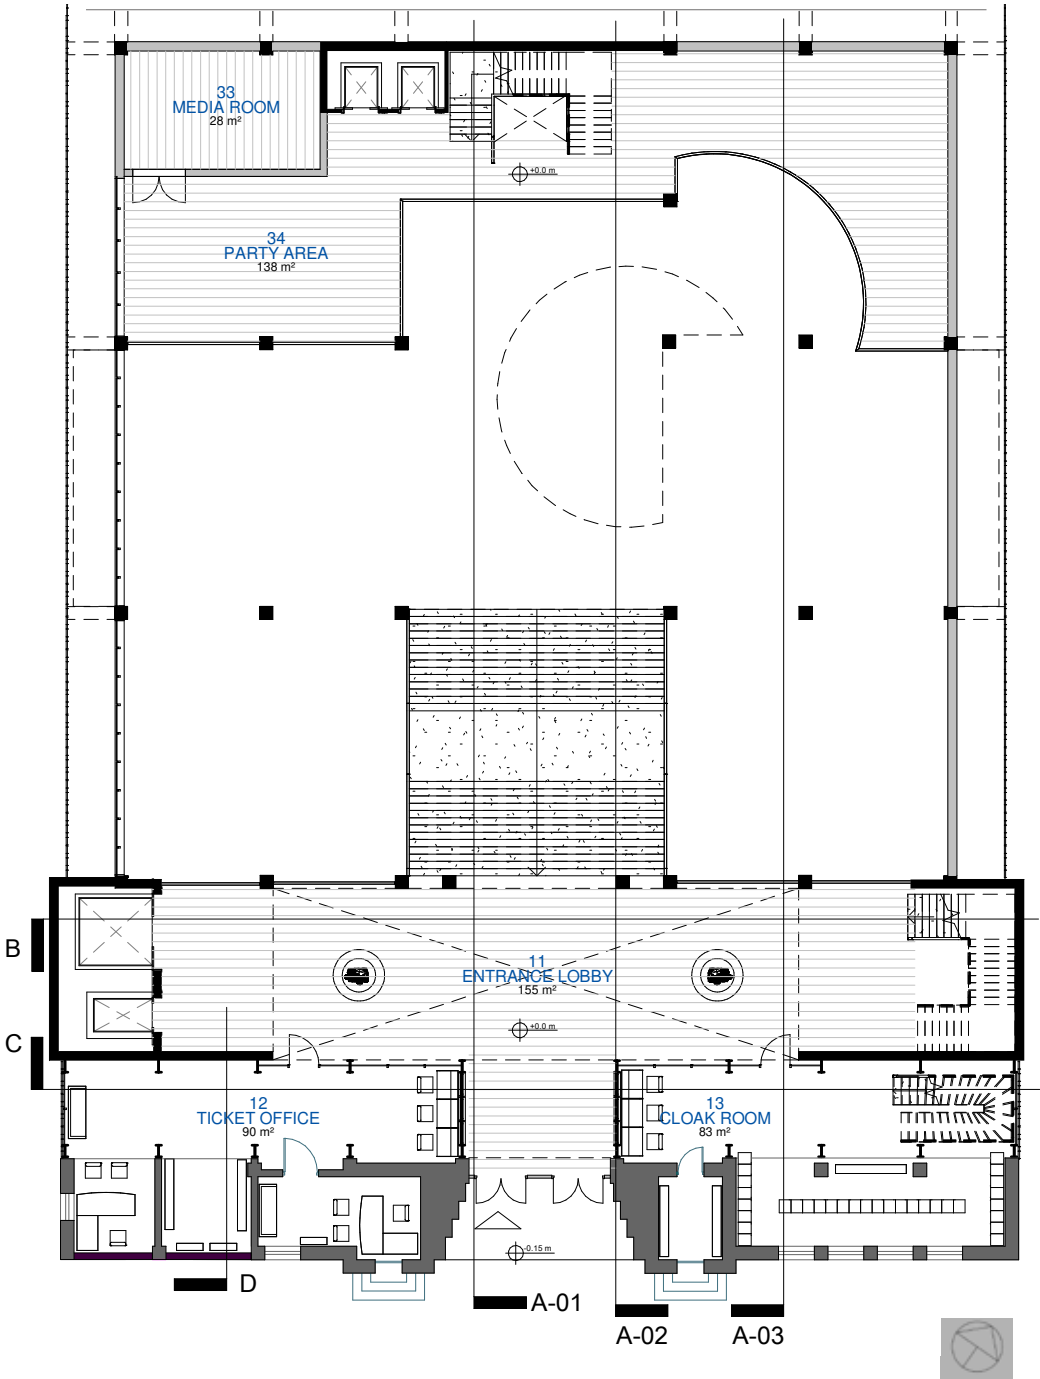 33
MEDIA ROOM
28 m²
+0.0 m
34
PARTY AREA
138 m²
B
11
ENTRANCE LOBBY
155 m²
+0.0 m
C
12
TICKET OFFICE
90 m²
13
CLOAK ROOM
83 m²
-0.15 m
D
A-01
A-02
A-03